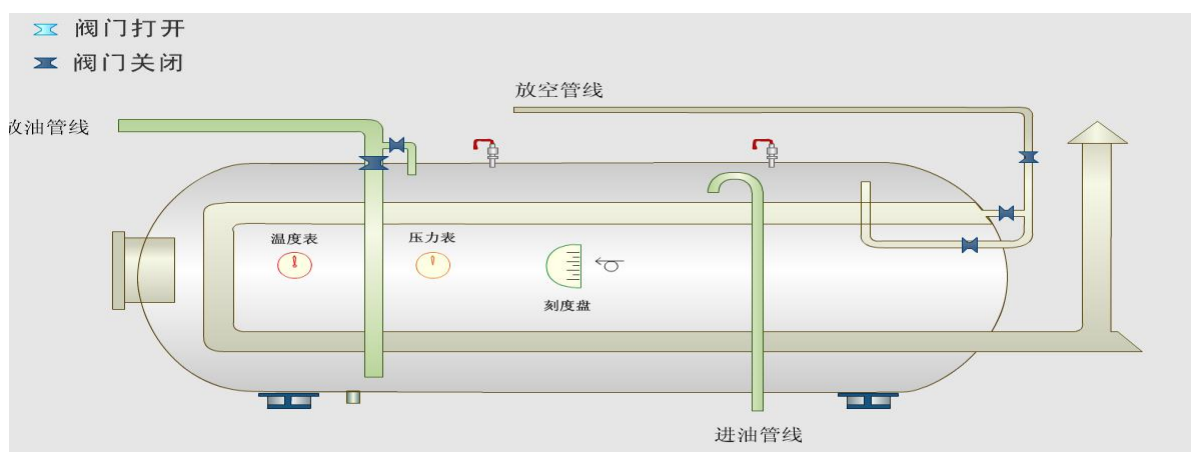 阀门打开
阀门关闭
放空管线
放油管线
温度表
压力表
刻度盘
进油管线